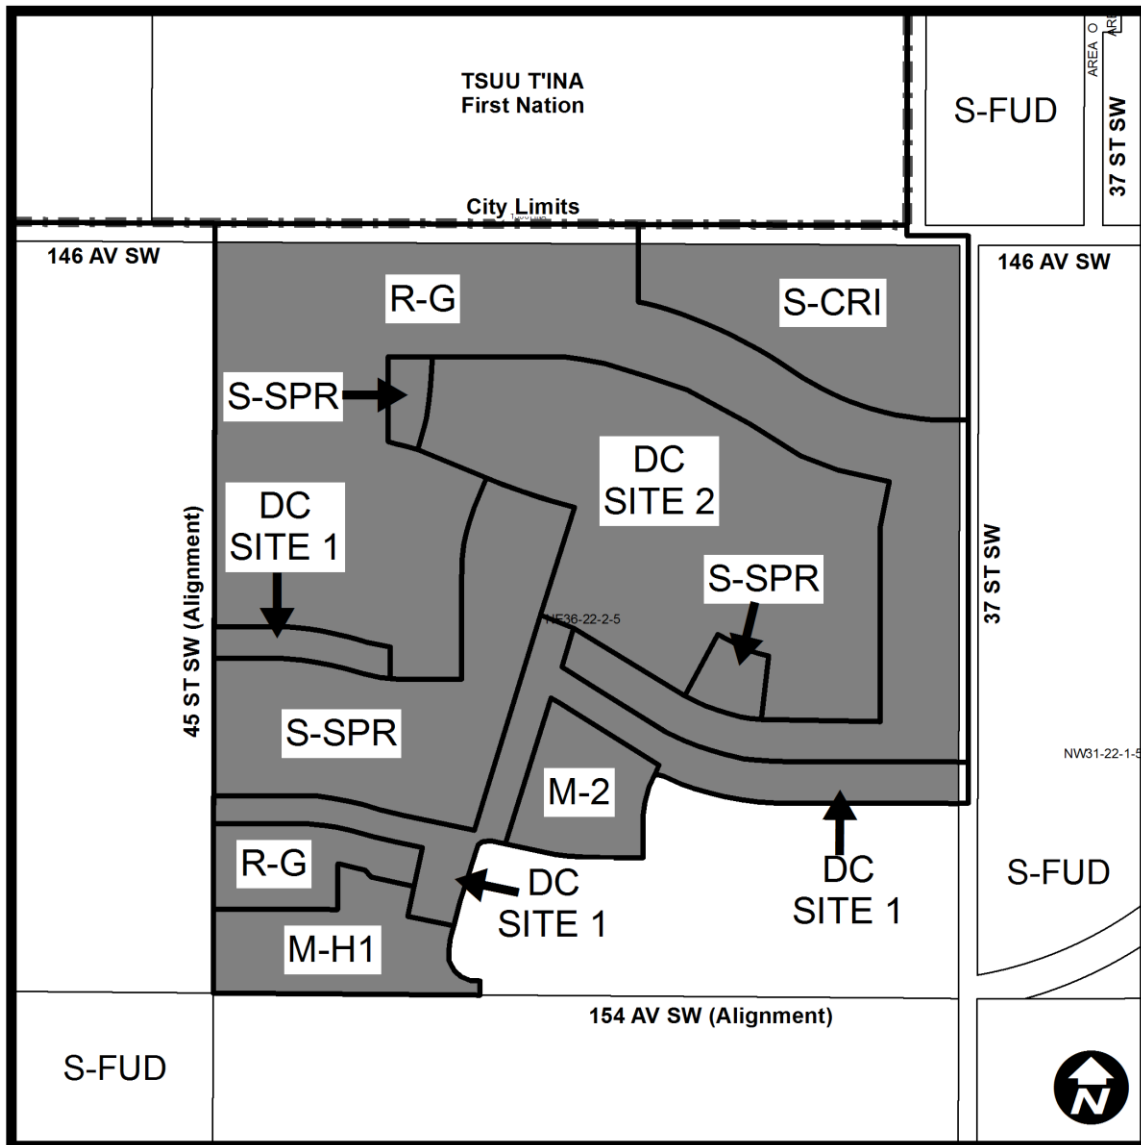 TSUU T'INA
First Nation
S-FUD
AREA O
37 ST SW
City Limits
146 AV SW
146 AV SW
R-G
S-CRI
S-SPR
DC
SITE 2
DC
SITE 1
S-SPR
45 ST SW (Alignment)
37 ST SW
NE36-22-2-5
S-SPR
NW31-22-1-5
M-2
R-G
DC
SITE 1
DC
SITE 1
S-FUD
M-H1
154 AV SW (Alignment)
S-FUD
N